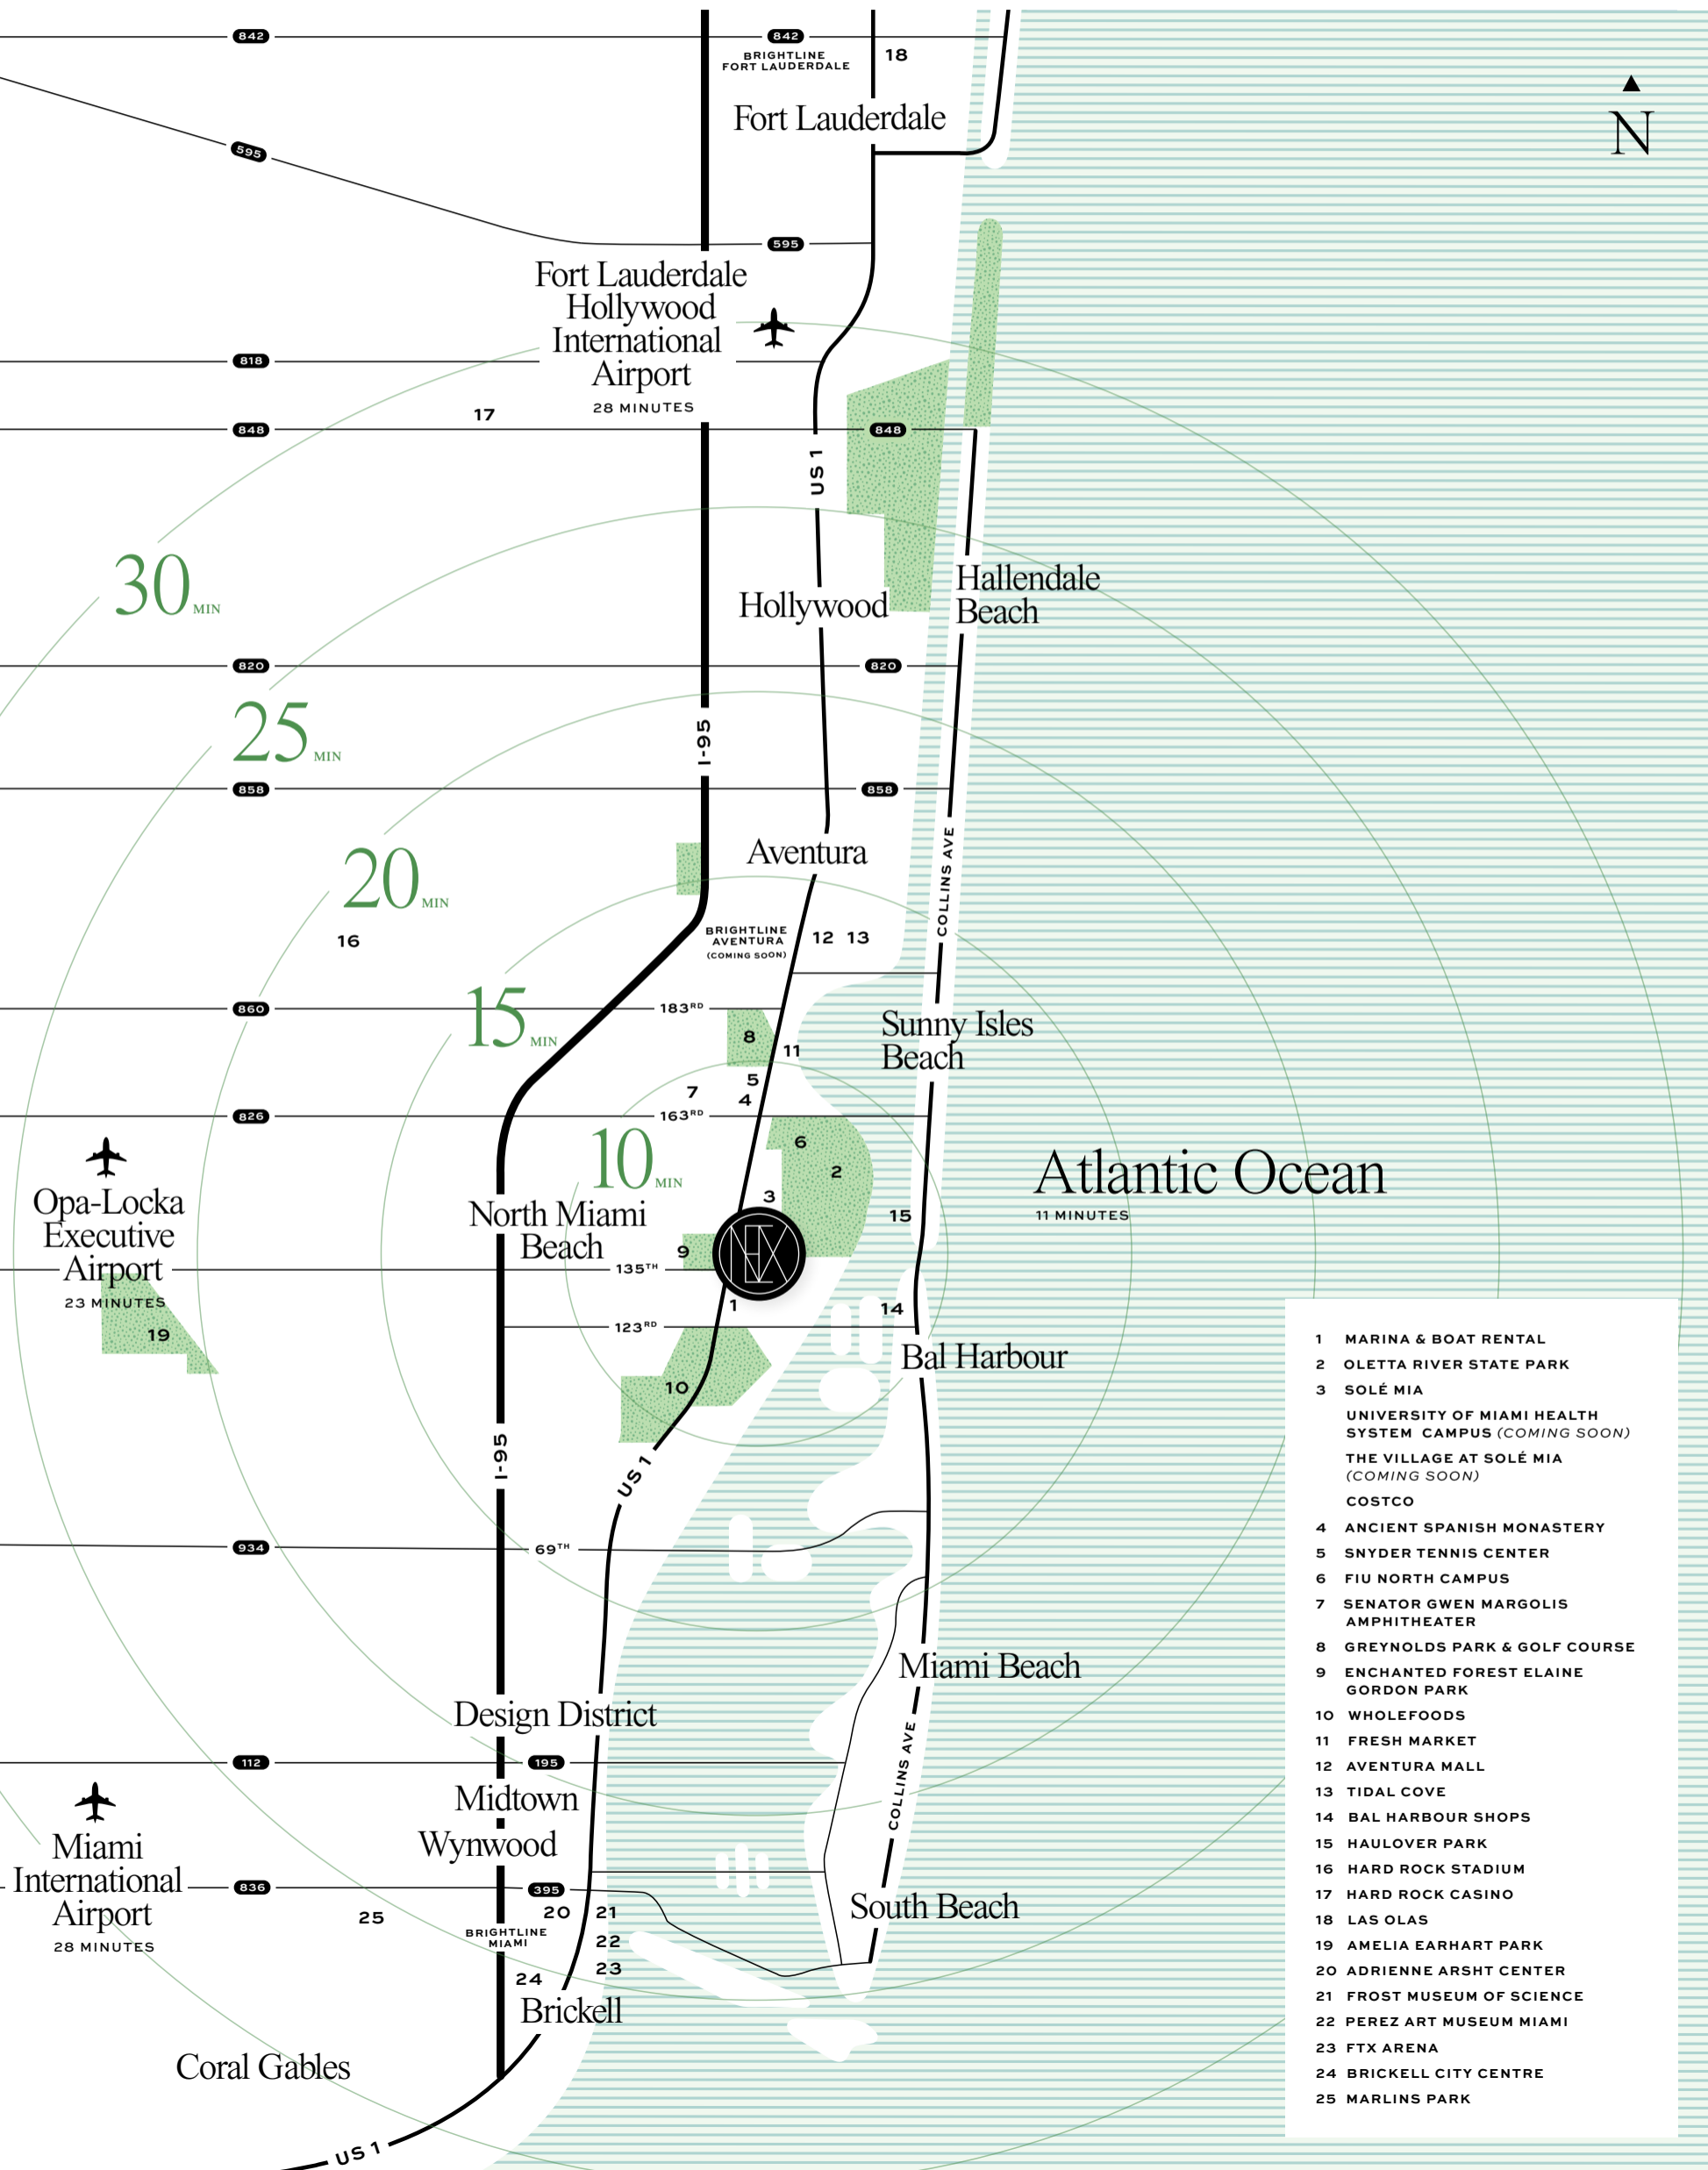 842
842
BRIGHTLINE
FORT LAUDERDALE
18
N
Fort Lauderdale
595
595
Fort Lauderdale
Hollywood
International
Airport
28 MINUTES
818
17
848
848
US 1
30 MIN
Hollywood
Hallendale
Beach
820
820
25 MIN
I-95
858
858
Aventura
COLLINS AVE
20 MIN
16
BRIGHTLINE
AVENTURA
(COMING SOON)
12 13
860
15 MIN
183RD
8
11
Sunny Isles
Beach
5
7
4
826
163RD
6
10 MIN
2
Atlantic Ocean
11 MINUTES
Opa-Locka
Executive
Airport
23 MINUTES
19
North Miami
Beach
3
15
9
NEX
135TH
1
14
123RD
Bal Harbour
10
I-95
US 1
934
69TH
Miami Beach
Design District
COLLINS AVE
112
195
Midtown
Wynwood
Miami
International
Airport
28 MINUTES
836
395
25
20
21
BRIGHTLINE
MIAMI
22
23
24
South Beach
Brickell
Coral Gables
US 1
1 MARINA & BOAT RENTAL
2 OLETTA RIVER STATE PARK
3 SOLÉ MIA
UNIVERSITY OF MIAMI HEALTH
SYSTEM CAMPUS (COMING SOON)
THE VILLAGE AT SOLÉ MIA
(COMING SOON)
COSTCO
4 ANCIENT SPANISH MONASTERY
5 SNYDER TENNIS CENTER
6 FIU NORTH CAMPUS
7 SENATOR GWEN MARGOLIS
AMPHITHEATER
8 GREYNOLDS PARK & GOLF COURSE
9 ENCHANTED FOREST ELAINE
GORDON PARK
10 WHOLEFOODS
11 FRESH MARKET
12 AVENTURA MALL
13 TIDAL COVE
14 BAL HARBOUR SHOPS
15 HAULOVER PARK
16 HARD ROCK STADIUM
17 HARD ROCK CASINO
18 LAS OLAS
19 AMELIA EARHART PARK
20 ADRIENNE ARSHT CENTER
21 FROST MUSEUM OF SCIENCE
22 PEREZ ART MUSEUM MIAMI
23 FTX ARENA
24 BRICKELL CITY CENTRE
25 MARLINS PARK